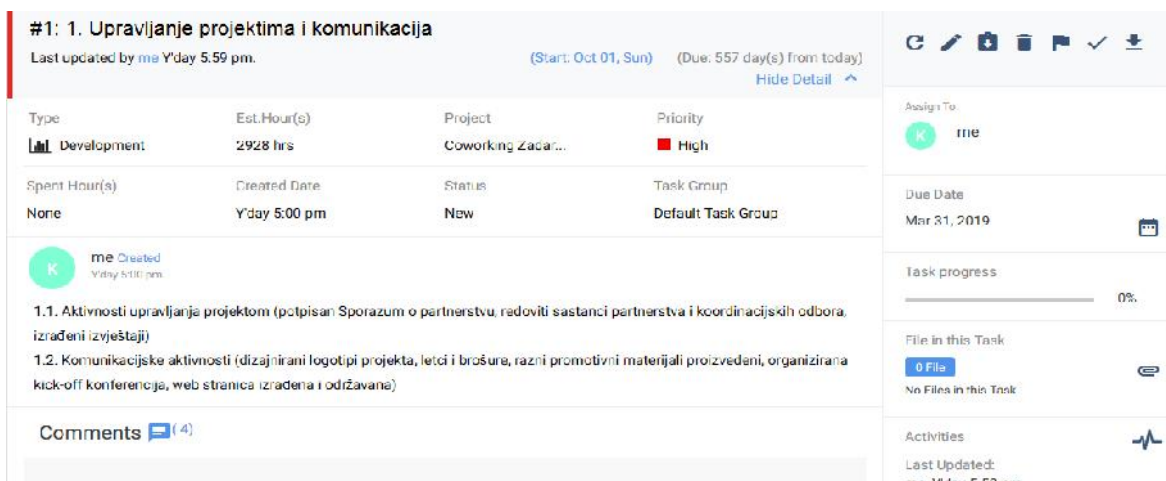 #1: 1. Upravljanje projektima i komunikacija
Last updated by me Y'day 5:59 pm.
(Start: Oct 01, Sun) (Due: 557 day(s) from today)
Hide Detail
Type Est.Hour(s) Project Priority
Development 2928 hrs Coworking Zadar... High
Spent Hour(s) Created Date Status Task Group
None Y'day 5:00 pm New Default Task Group
K
me Created
Y'day 5:00 pm
1.1. Aktivnosti upravljanja projektom (potpisan Sporazum o partnerstvu, redoviti sastanci partnerstva i koordinacijskih odbora,
izrađeni izvještaji)
1.2. Komunikacijske aktivnosti (dizajnirani logotipi projekta, letci i brošure, razni promotivni materijali proizvedeni, organizirana
kick-off konferencija, web stranica izrađena i održavana)
Comments (4)
Assign To
K me
Due Date
Mar 31, 2019
Task progress
0%
File in this Task
0 File
No Files in this Task
Activities
Last Updated: